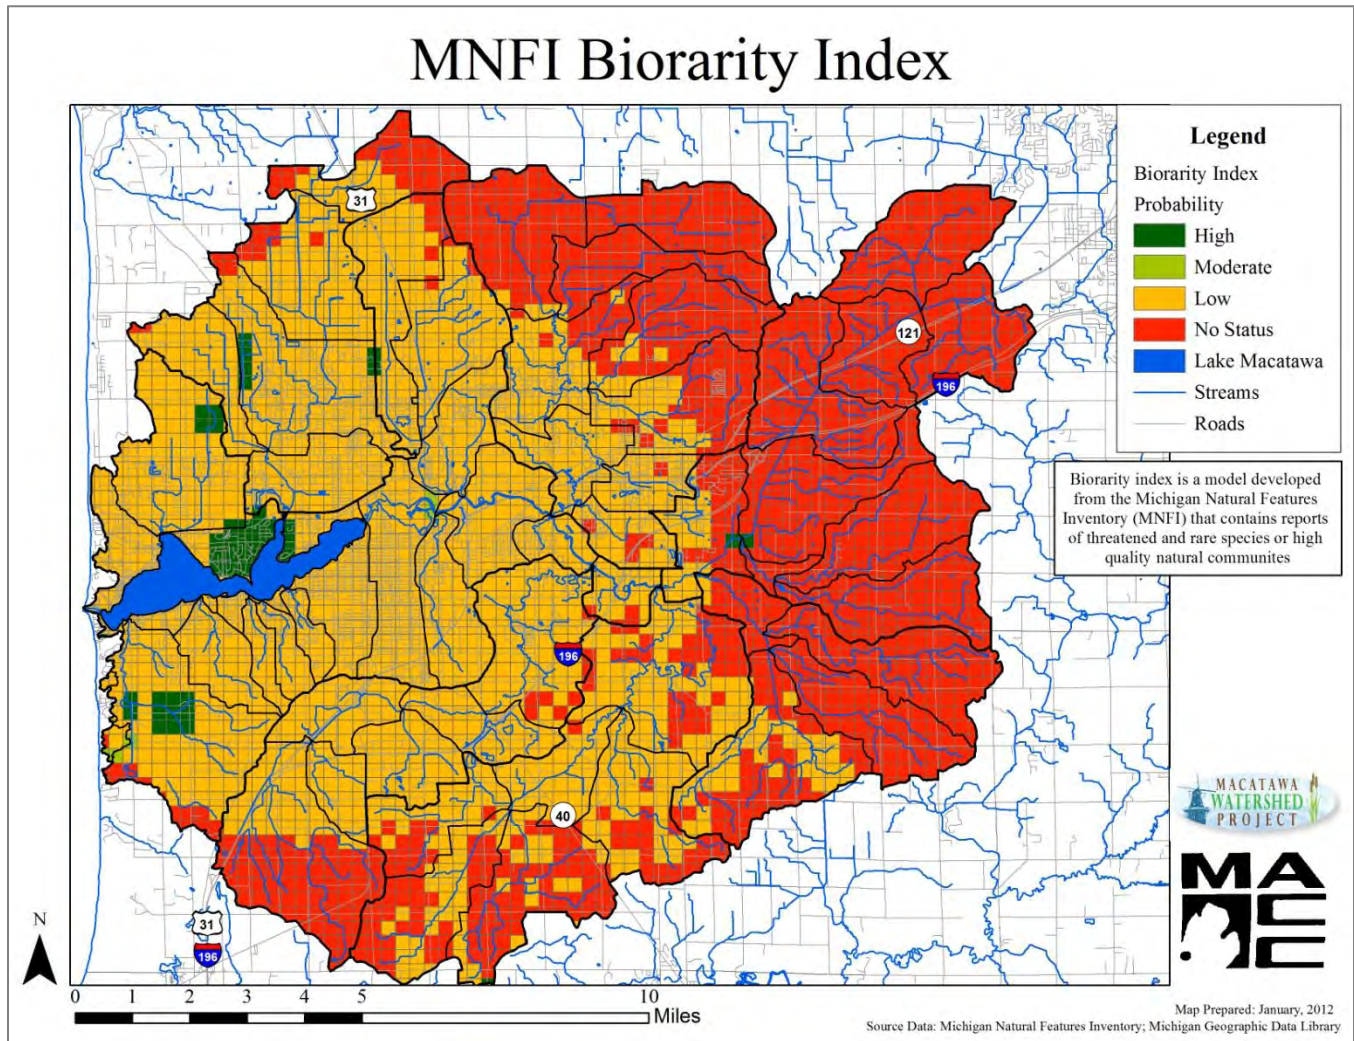 MNFI Biorarity Index
Legend
Biorarity Index
Probability
High
Moderate
Low
No Status
Lake Macatawa
Streams
Roads
31
121
196
Biorarity index is a model developed
from the Michigan Natural Features
Inventory (MNFI) that contains reports
of threatened and rare species or high
quality natural communites
196
40
MACATAWA
WATERSHED
PROJECT
MACC
N
31
196
0 1 2 3 4 5 10
Miles
Map Prepared: January, 2012
Source Data: Michigan Natural Features Inventory; Michigan Geographic Data Library